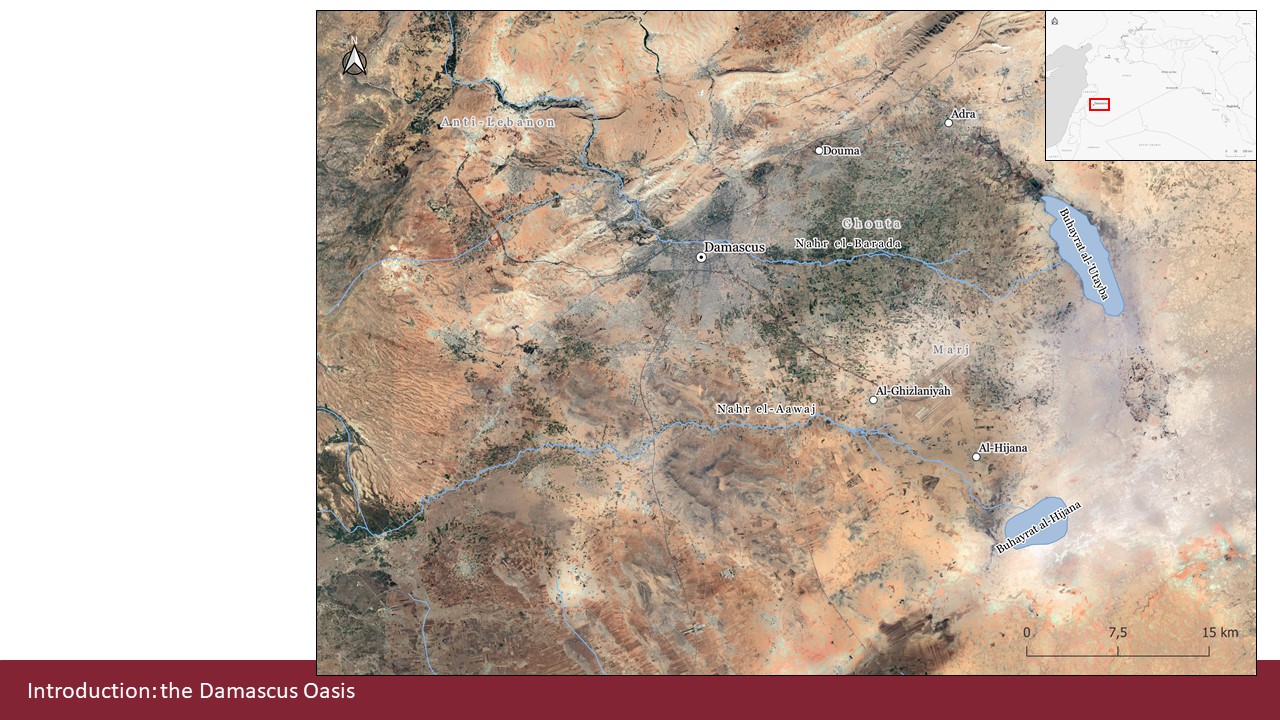 N
Anti-Lebanon
Adra
Douma
Ghouta
Nahr el-Barada
Damascus
Buhayrat al-'Utayba
Marj
Al-Ghizlaniyah
Nahr el-Aawaj
Al-Hijana
Buhayrat al-Hijana
0 7,5 15 km
Introduction: the Damascus Oasis